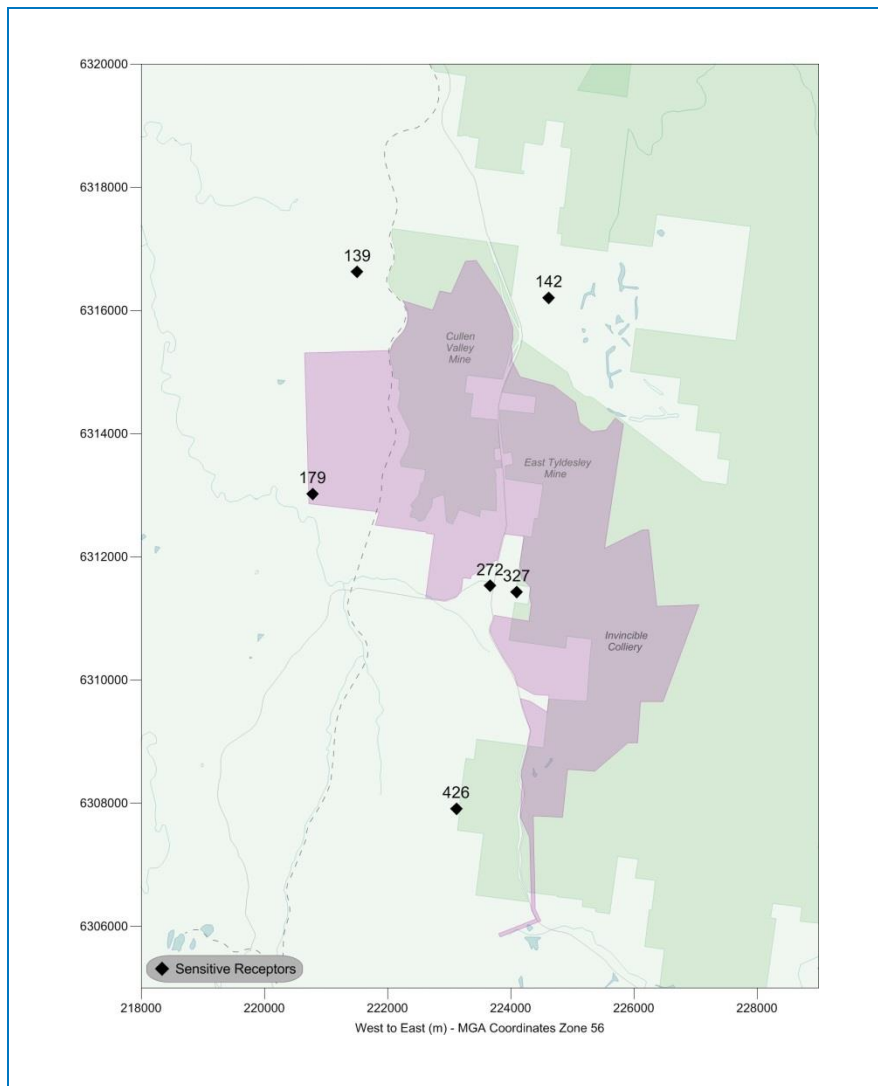 6320000
6318000
139
142
6316000
Cullen
Valley
Mine
6314000
East Tyldesley
Mine
179
6312000
272
327
Invincible
Colliery
6310000
426
6308000
6306000
Sensitive Receptors
218000 220000 222000 224000 226000 228000
West to East (m) - MGA Coordinates Zone 56